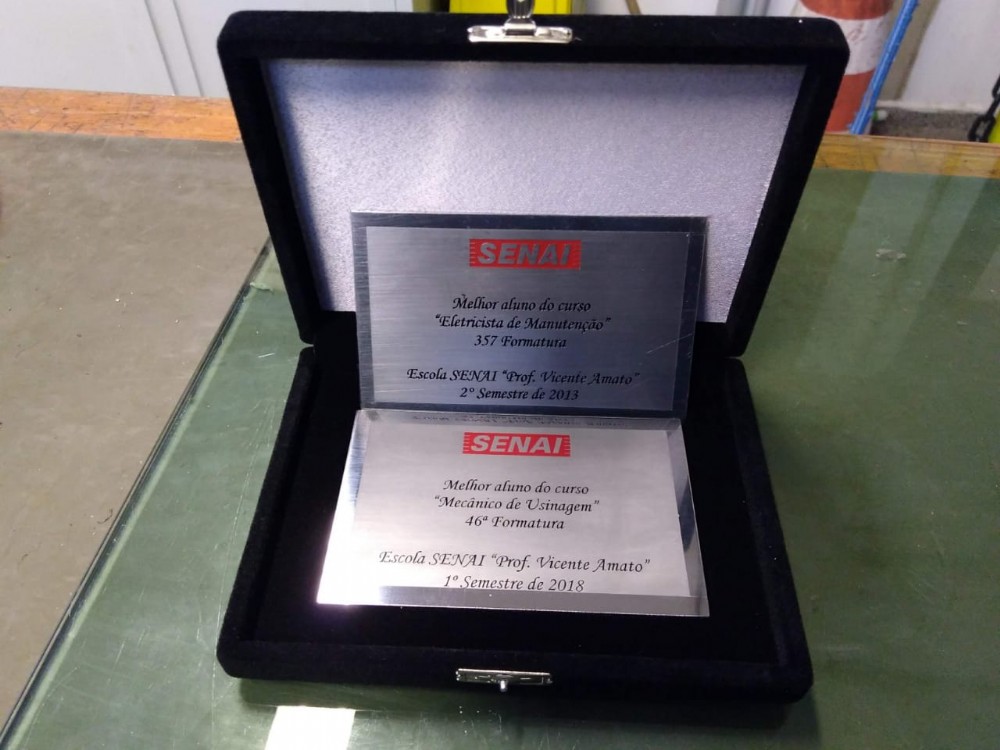 SENAI
Melhor aluno do curso
"Eletricista de Manutenção"
357 Formatura
Escola SENAI "Prof. Vicente Amato"
2º Semestre de 2013
SENAI
Melhor aluno do curso
"Mecânico de Usinagem"
46ª Formatura
Escola SENAI "Prof. Vicente Amato"
1º Semestre de 2018